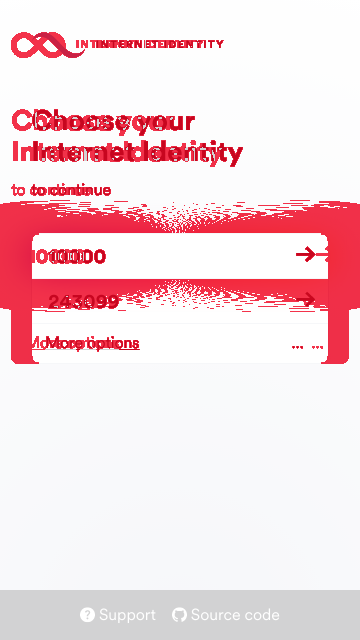 INTERNET IDENTITY
Choose your
Internet Identity
to continue
10000
243099
More options
Support Source code